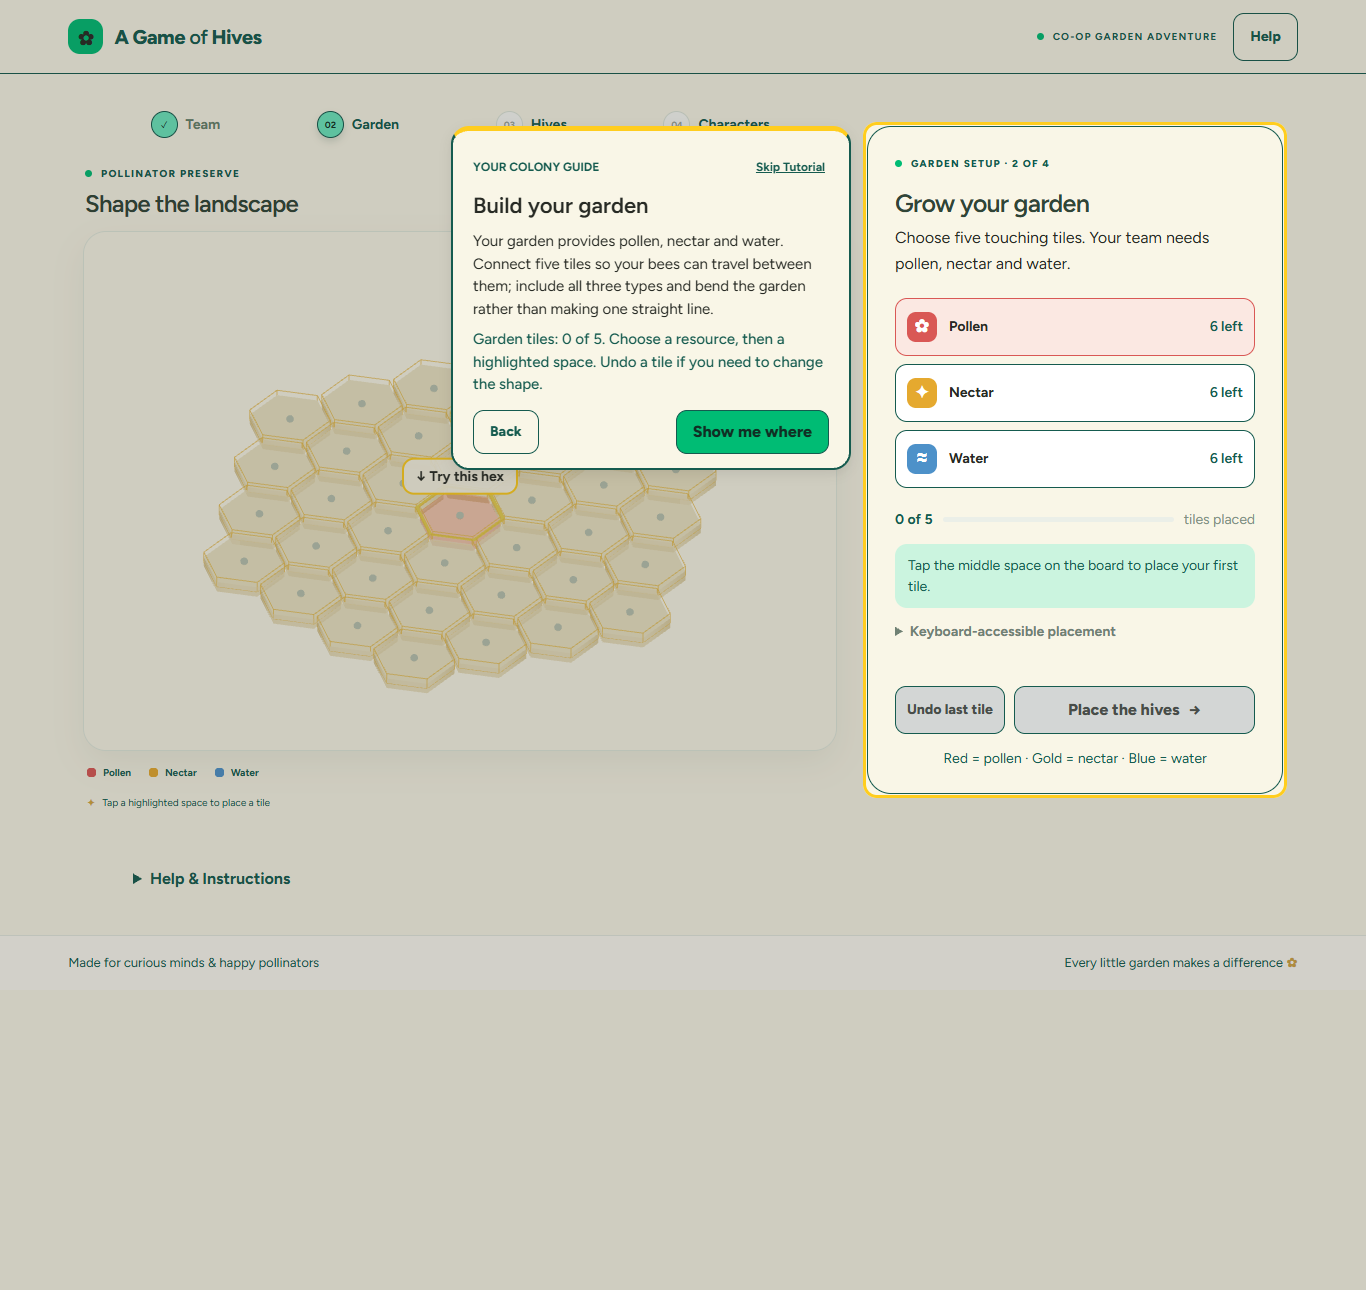 A Game of Hives
CO-OP GARDEN ADVENTURE
Help
✓ Team
02 Garden
03 Hives
04 Characters
POLLINATOR PRESERVE
Shape the landscape
YOUR COLONY GUIDE
Skip Tutorial
Build your garden
Your garden provides pollen, nectar and water.
Connect five tiles so your bees can travel between
them; include all three types and bend the garden
rather than making one straight line.
Garden tiles: 0 of 5. Choose a resource, then a
highlighted space. Undo a tile if you need to change
the shape.
Back
Show me where
↓ Try this hex
Pollen
Nectar
Water
✦ Tap a highlighted space to place a tile
GARDEN SETUP · 2 OF 4
Grow your garden
Choose five touching tiles. Your team needs
pollen, nectar and water.
Pollen 6 left
Nectar 6 left
Water 6 left
0 of 5 tiles placed
Tap the middle space on the board to place your first
tile.
Keyboard-accessible placement
Undo last tile
Place the hives →
Red = pollen · Gold = nectar · Blue = water
Help & Instructions
Made for curious minds & happy pollinators
Every little garden makes a difference ✿